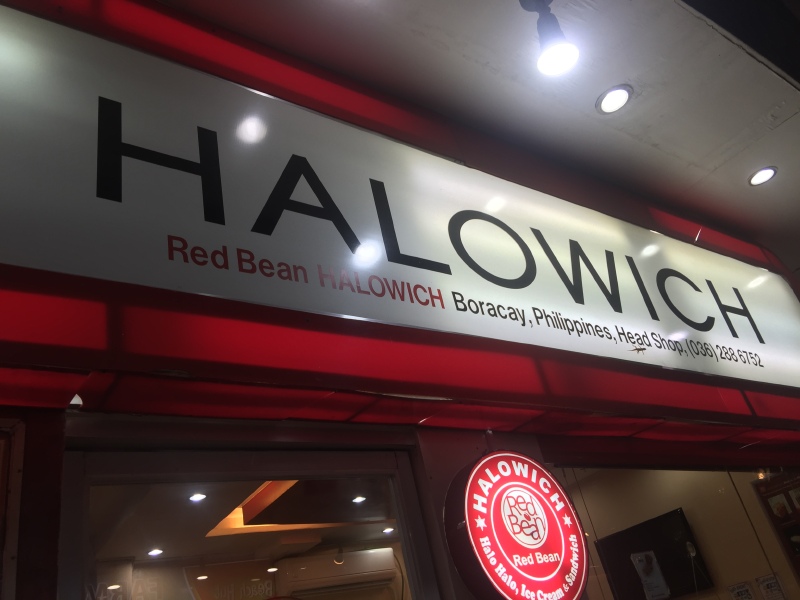 HALOWICH
Red Bean HALOWICH Boracay, Philippines, Head Shop, (036) 288 6752
HALOWICH
Red Bean
Red Bean
Halo Halo, Ice Cream & Sandwich